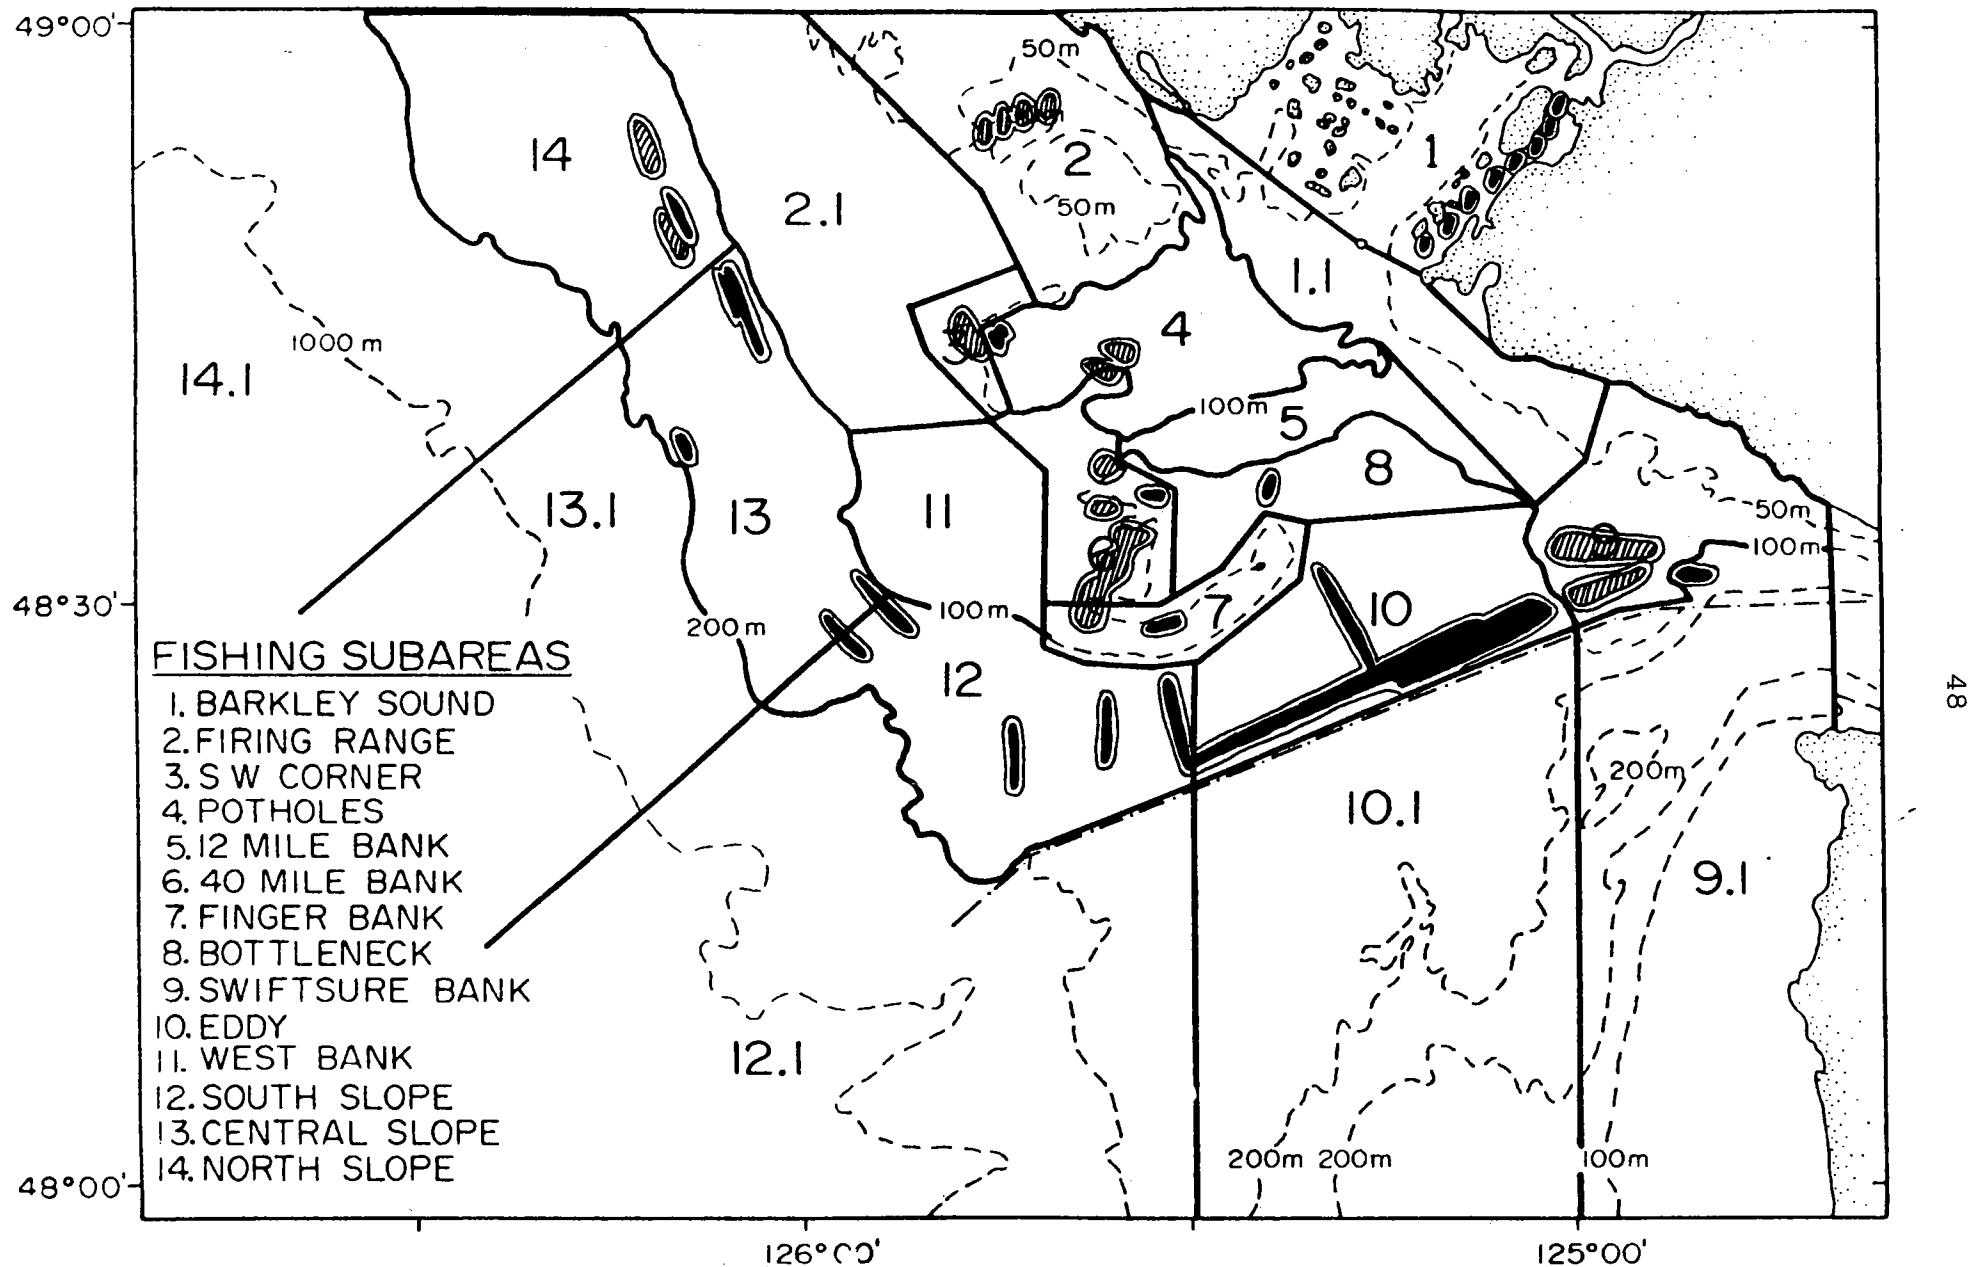 49°00'
50m
14
2
1
2.1
50m
1.1
4
1000m
14.1
100m
5
8
13.1
13
11
50m
100m
48°30'
100m
7
10
200m
12
FISHING SUBAREAS
1. BARKLEY SOUND
2. FIRING RANGE
3. S W CORNER
4. POTHOLES
5. 12 MILE BANK
6. 40 MILE BANK
7. FINGER BANK
8. BOTTLENECK
9. SWIFTSURE BANK
10. EDDY
11. WEST BANK
12. SOUTH SLOPE
13. CENTRAL SLOPE
14. NORTH SLOPE
48
200m
10.1
9.1
12.1
200m 200m
100m
48°00'
126°00'
125°00'